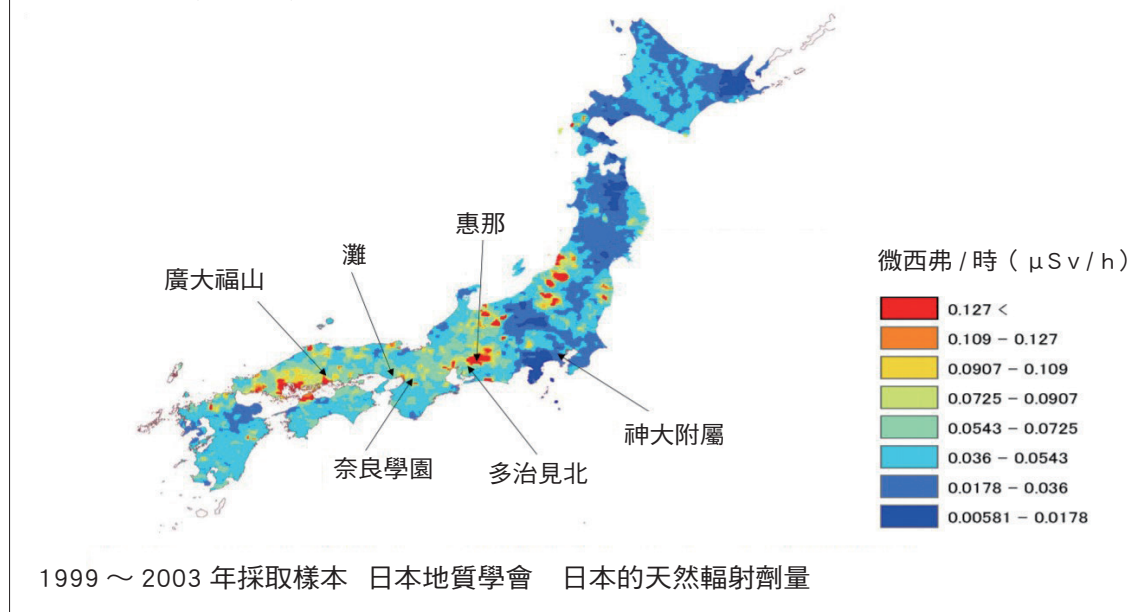 惠那
灘
廣大福山
神大附屬
奈良學園
多治見北
微西弗 / 時（ μSv/h）
0.127 <
0.109 – 0.127
0.0907 – 0.109
0.0725 – 0.0907
0.0543 – 0.0725
0.036 – 0.0543
0.0178 – 0.036
0.00581 – 0.0178
1999 ～ 2003 年採取樣本 日本地質學會 日本的天然輻射劑量